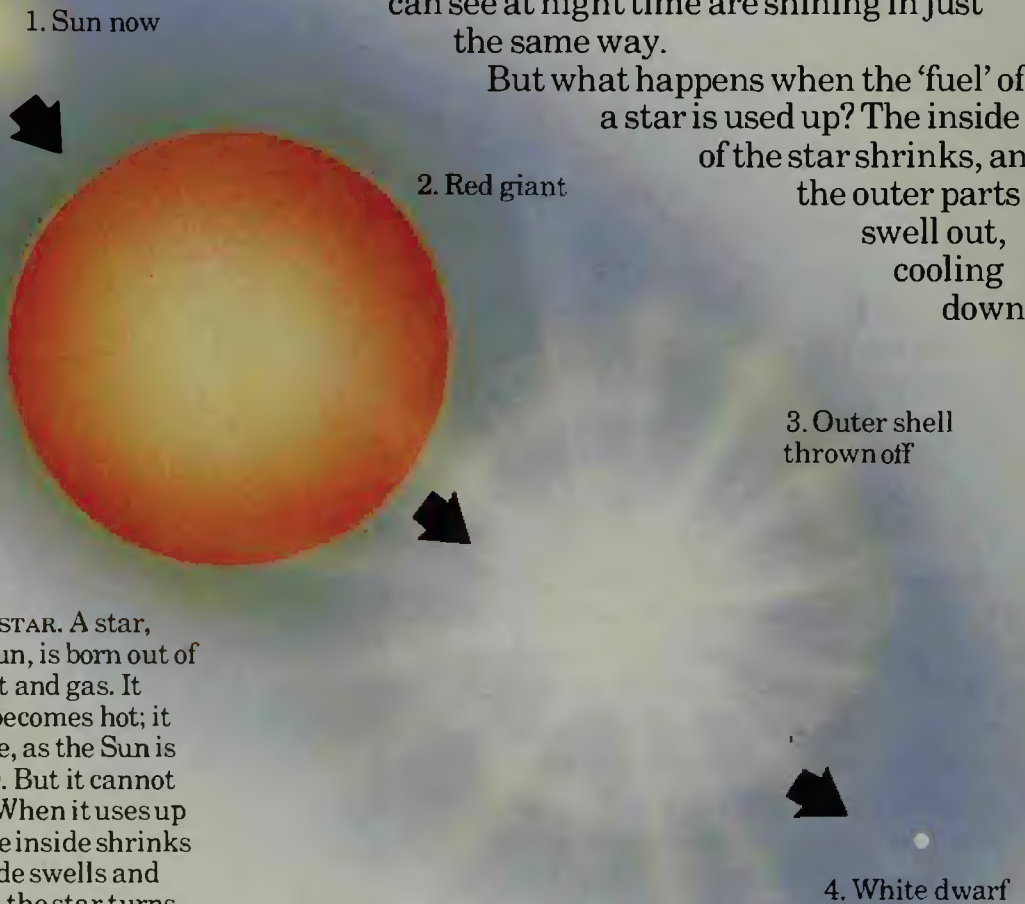 1. Sun now
can see at night time are shining in just
the same way.
But what happens when the ‘fuel’ of
a star is used up? The inside
of the star shrinks, an
the outer parts
swell out,
cooling
down
2. Red giant
3. Outer shell
thrown off
STAR. A star,
un, is born out of
t and gas. It
becomes hot; it
e, as the Sun is
. But it cannot
When it uses up
e inside shrinks
de swells and
the star turns
4. White dwarf